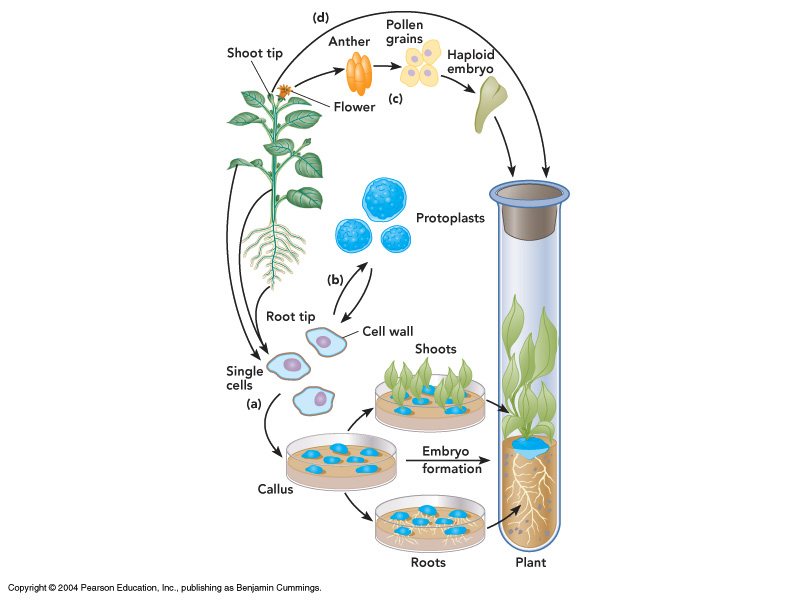 (d)
Pollen
grains
Anther
Shoot tip
Haploid
embryo
(c)
Flower
Protoplasts
(b)
Root tip
Cell wall
Shoots
Single
cells
(a)
Embryo
formation
Callus
Roots
Plant
Copyright © 2004 Pearson Education, Inc., publishing as Benjamin Cummings.